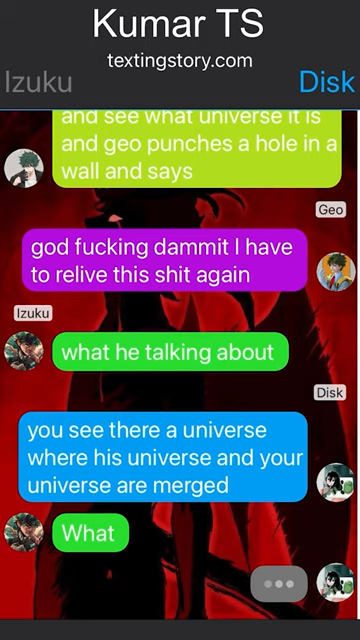 Kumar TS
textingstory.com
Izuku
Disk
and see what universe it is
and geo punches a hole in a
wall and says
Geo
god fucking dammit I have
to relive this shit again
Izuku
what he talking about
Disk
you see there a universe
where his universe and your
universe are merged
What